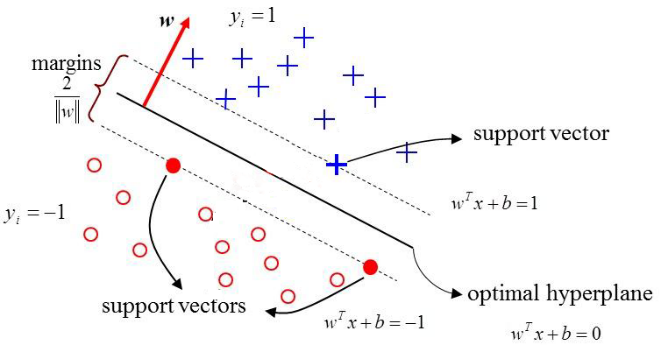 w
y_i = 1
margins
2
‖w‖
support vector
w^T x + b = 1
y_i = −1
optimal hyperplane
support vectors
w^T x + b = −1
w^T x + b = 0